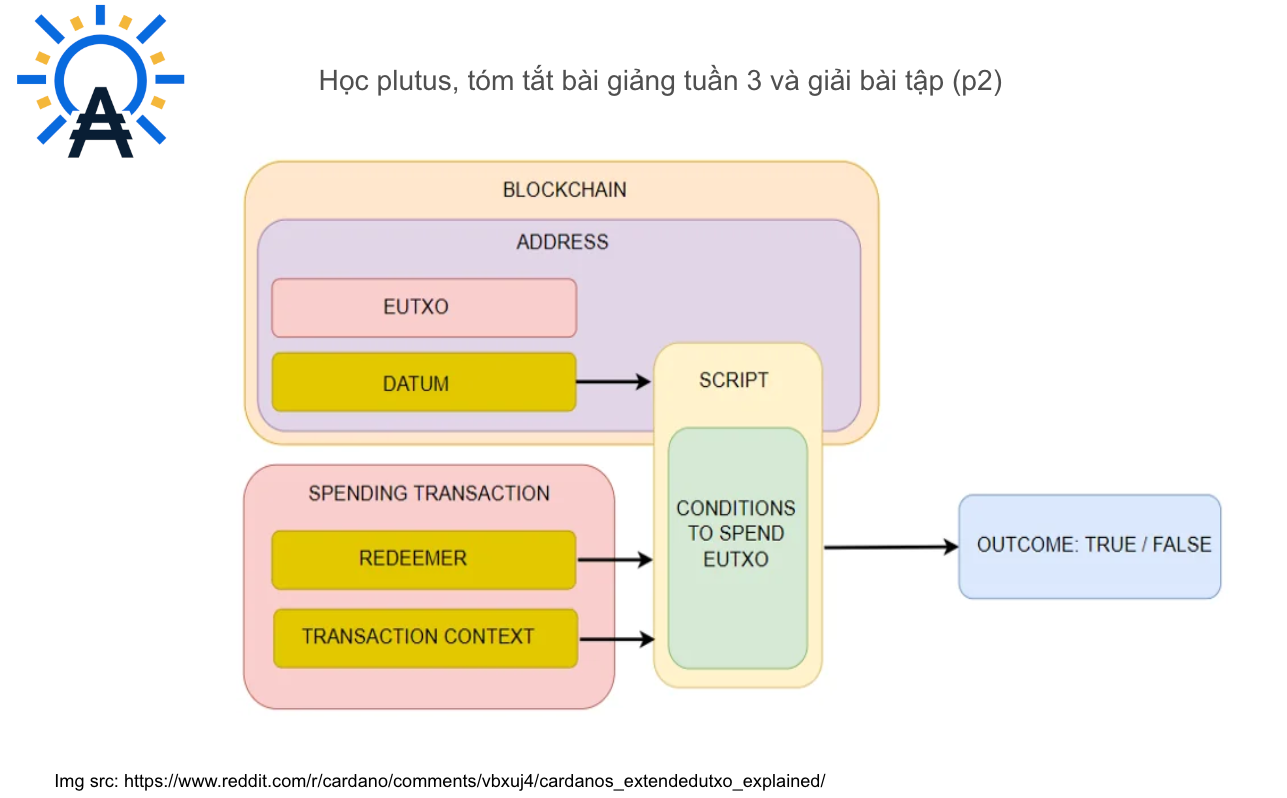 Học plutus, tóm tắt bài giảng tuần 3 và giải bài tập (p2)
BLOCKCHAIN
ADDRESS
EUTXO
DATUM
SCRIPT
SPENDING TRANSACTION
REDEEMER
TRANSACTION CONTEXT
CONDITIONS
TO SPEND
EUTXO
OUTCOME: TRUE / FALSE
Img src: https://www.reddit.com/r/cardano/comments/vbxuj4/cardanos_extendedutxo_explained/